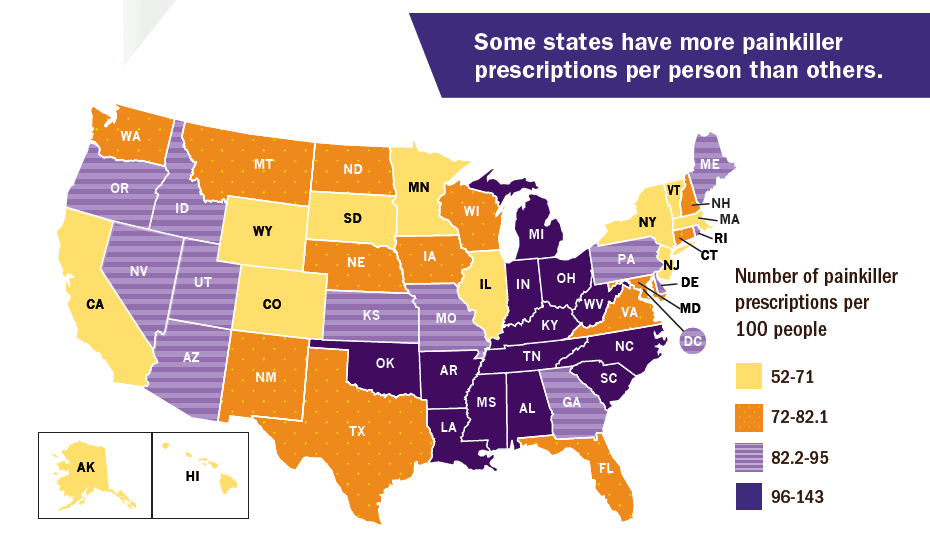 Some states have more painkiller
prescriptions per person than others.
WA
MT
ND
MN
OR
ID
WY
SD
WI
MI
NY
VT
ME
NH
MA
RI
CT
NV
UT
CO
NE
IA
IL
IN
OH
PA
NJ
DE
MD
DC
CA
AZ
NM
KS
MO
KY
WV
VA
OK
AR
TN
NC
SC
TX
LA
MS
AL
GA
FL
AK
HI
Number of painkiller
prescriptions per
100 people
52-71
72-82.1
82.2-95
96-143